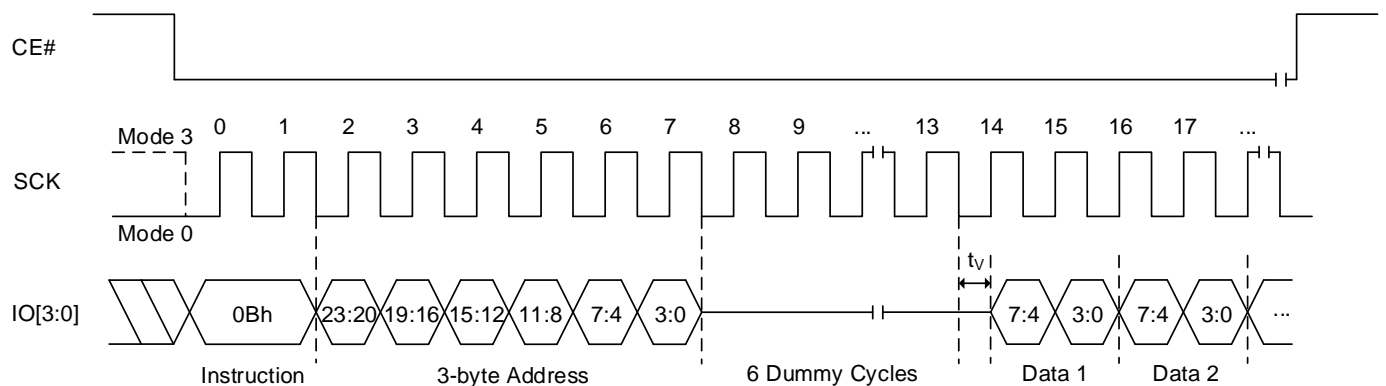 CE#
0 1 2 3 4 5 6 7 8 9 ... 13 14 15 16 17 ...
Mode 3
SCK
Mode 0
tV
IO[3:0] 0Bh 23:20 19:16 15:12 11:8 7:4 3:0 7:4 3:0 7:4 3:0 ...
Instruction 3-byte Address 6 Dummy Cycles Data 1 Data 2